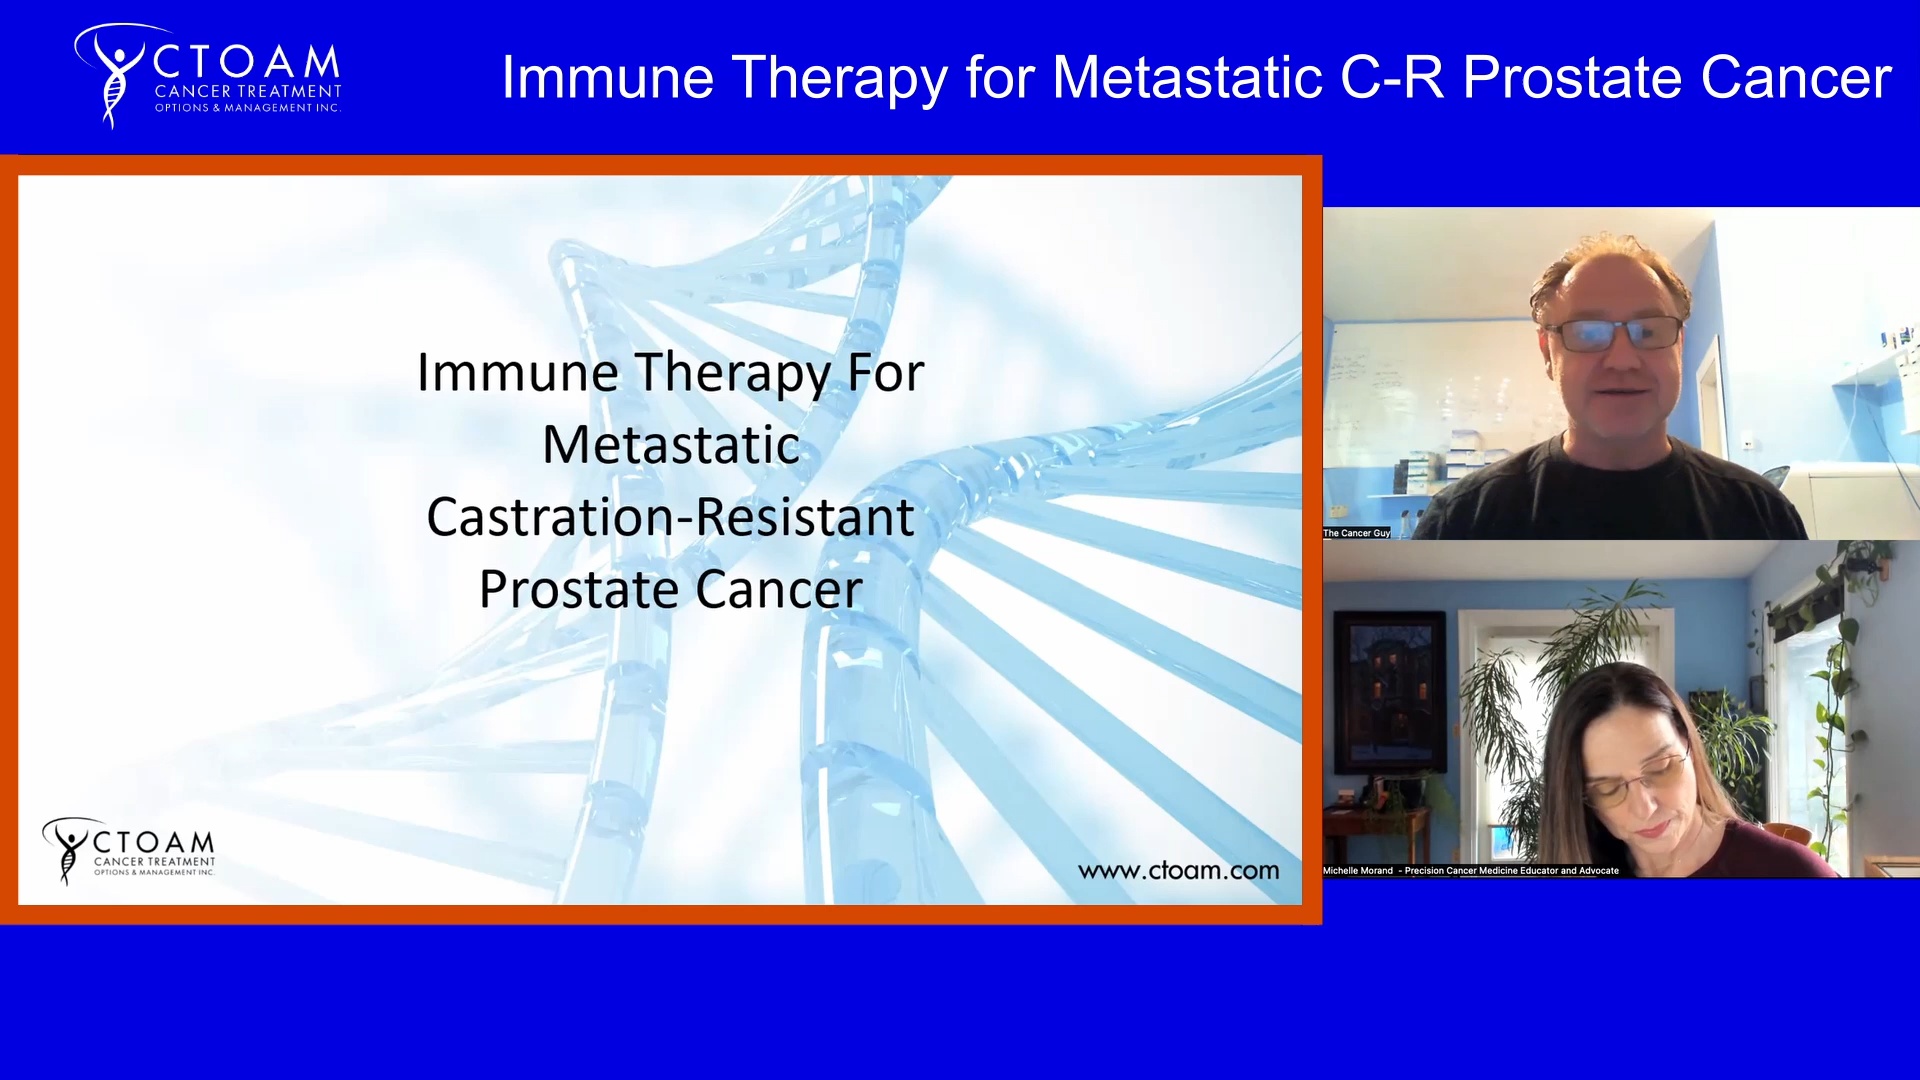 CTOAM
CANCER TREATMENT
OPTIONS & MANAGEMENT INC.
Immune Therapy for Metastatic C-R Prostate Cancer
Immune Therapy For
Metastatic
Castration-Resistant
Prostate Cancer
CTOAM
CANCER TREATMENT
OPTIONS & MANAGEMENT INC.
www.ctoam.com
The Cancer Guy
Michelle Morand - Precision Cancer Medicine Educator and Advocate